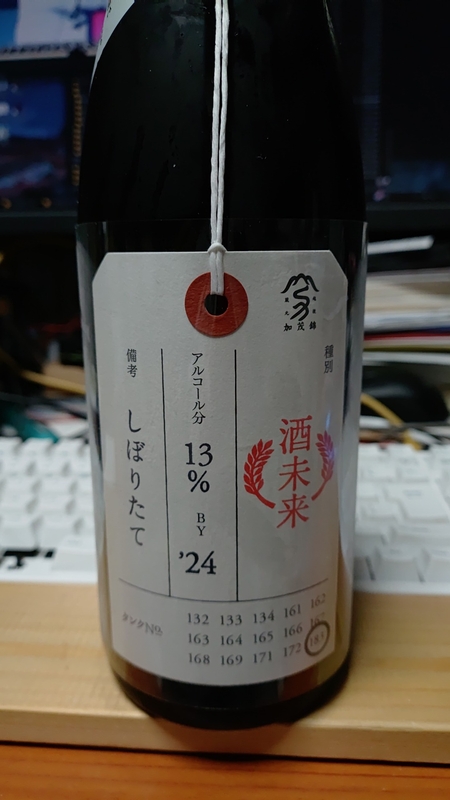 加茂錦
種別
酒未来
アルコール分
13
%
BY
’24
備考
しぼりたて
タンクNo.
132 133 134 161 162
163 164 165 166
168 169 171 172